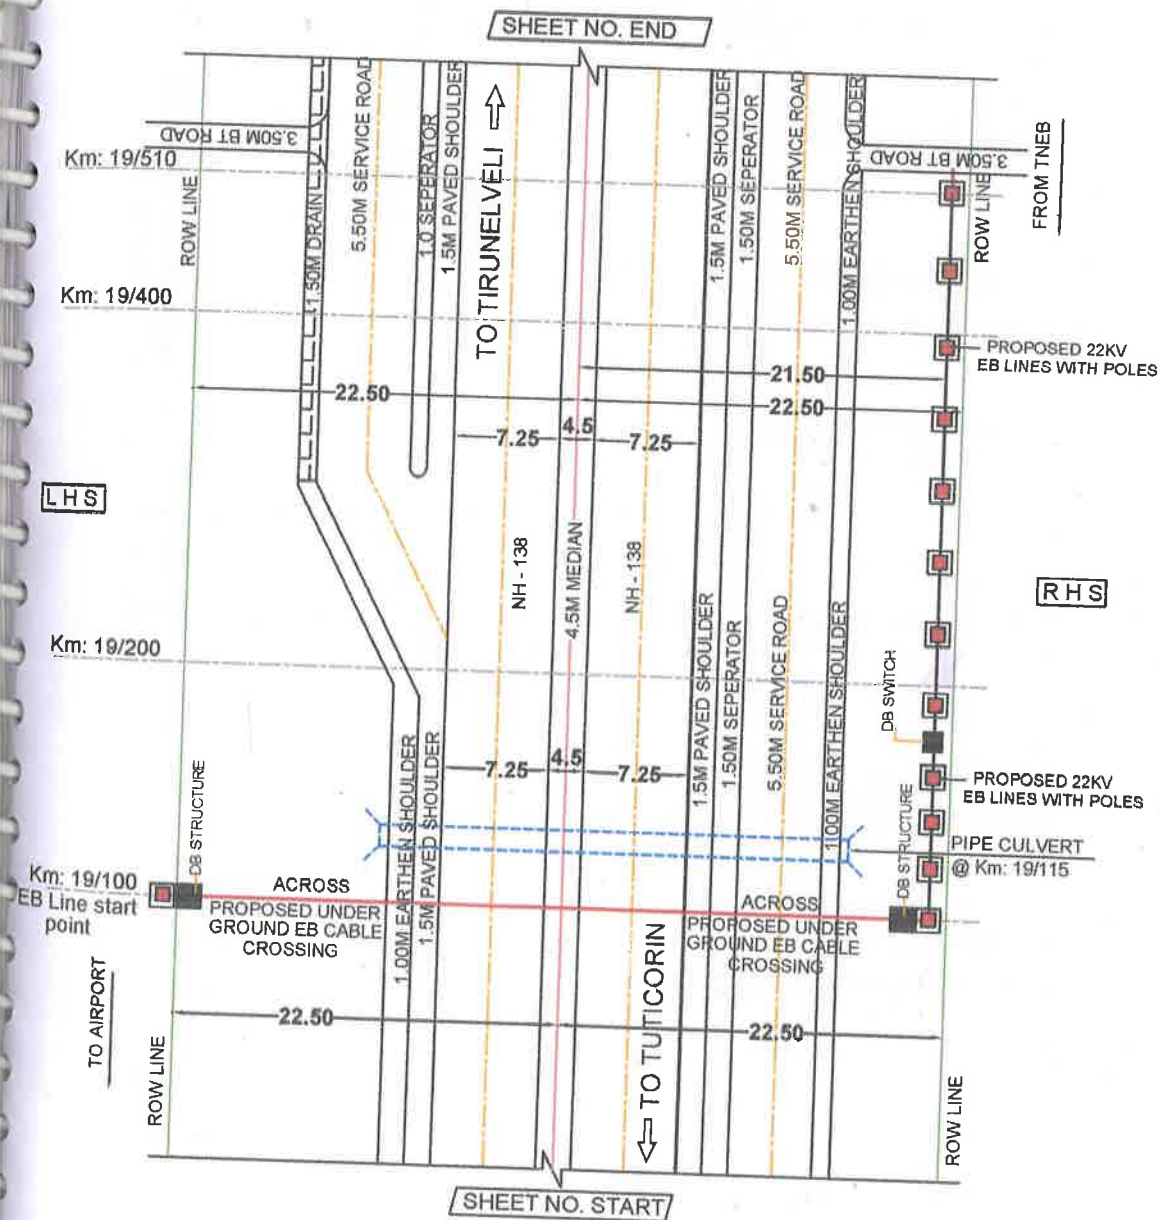 SHEET NO. END
3.50M BT ROAD
Km: 19/510
ROW LINE
1.50M DRAIN
5.50M SERVICE ROAD
1.0 SEPERATOR
1.5M PAVED SHOULDER
TO TIRUNELVELI
1.5M PAVED SHOULDER
1.50M SEPERATOR
5.50M SERVICE ROAD
1.00M EARTHEN SHOULDER
3.50M BT ROAD
ROW LINE
FROM TNEB
Km: 19/400
PROPOSED 22KV
EB LINES WITH POLES
21.50
22.50
22.50
4.5
7.25
7.25
LHS
NH - 138
4.5M MEDIAN
NH - 138
RHS
Km: 19/200
1.5M PAVED SHOULDER
1.50M SEPERATOR
5.50M SERVICE ROAD
1.00M EARTHEN SHOULDER
DB SWITCH
4.5
7.25
7.25
PROPOSED 22KV
EB LINES WITH POLES
DB STRUCTURE
1.00M EARTHEN SHOULDER
1.5M PAVED SHOULDER
DB STRUCTURE
PIPE CULVERT
@ Km: 19/115
Km: 19/100
EB Line start
point
ACROSS
PROPOSED UNDER
GROUND EB CABLE
CROSSING
ACROSS
PROPOSED UNDER
GROUND EB CABLE
CROSSING
TO AIRPORT
22.50
22.50
TO TUTICORIN
ROW LINE
ROW LINE
SHEET NO. START